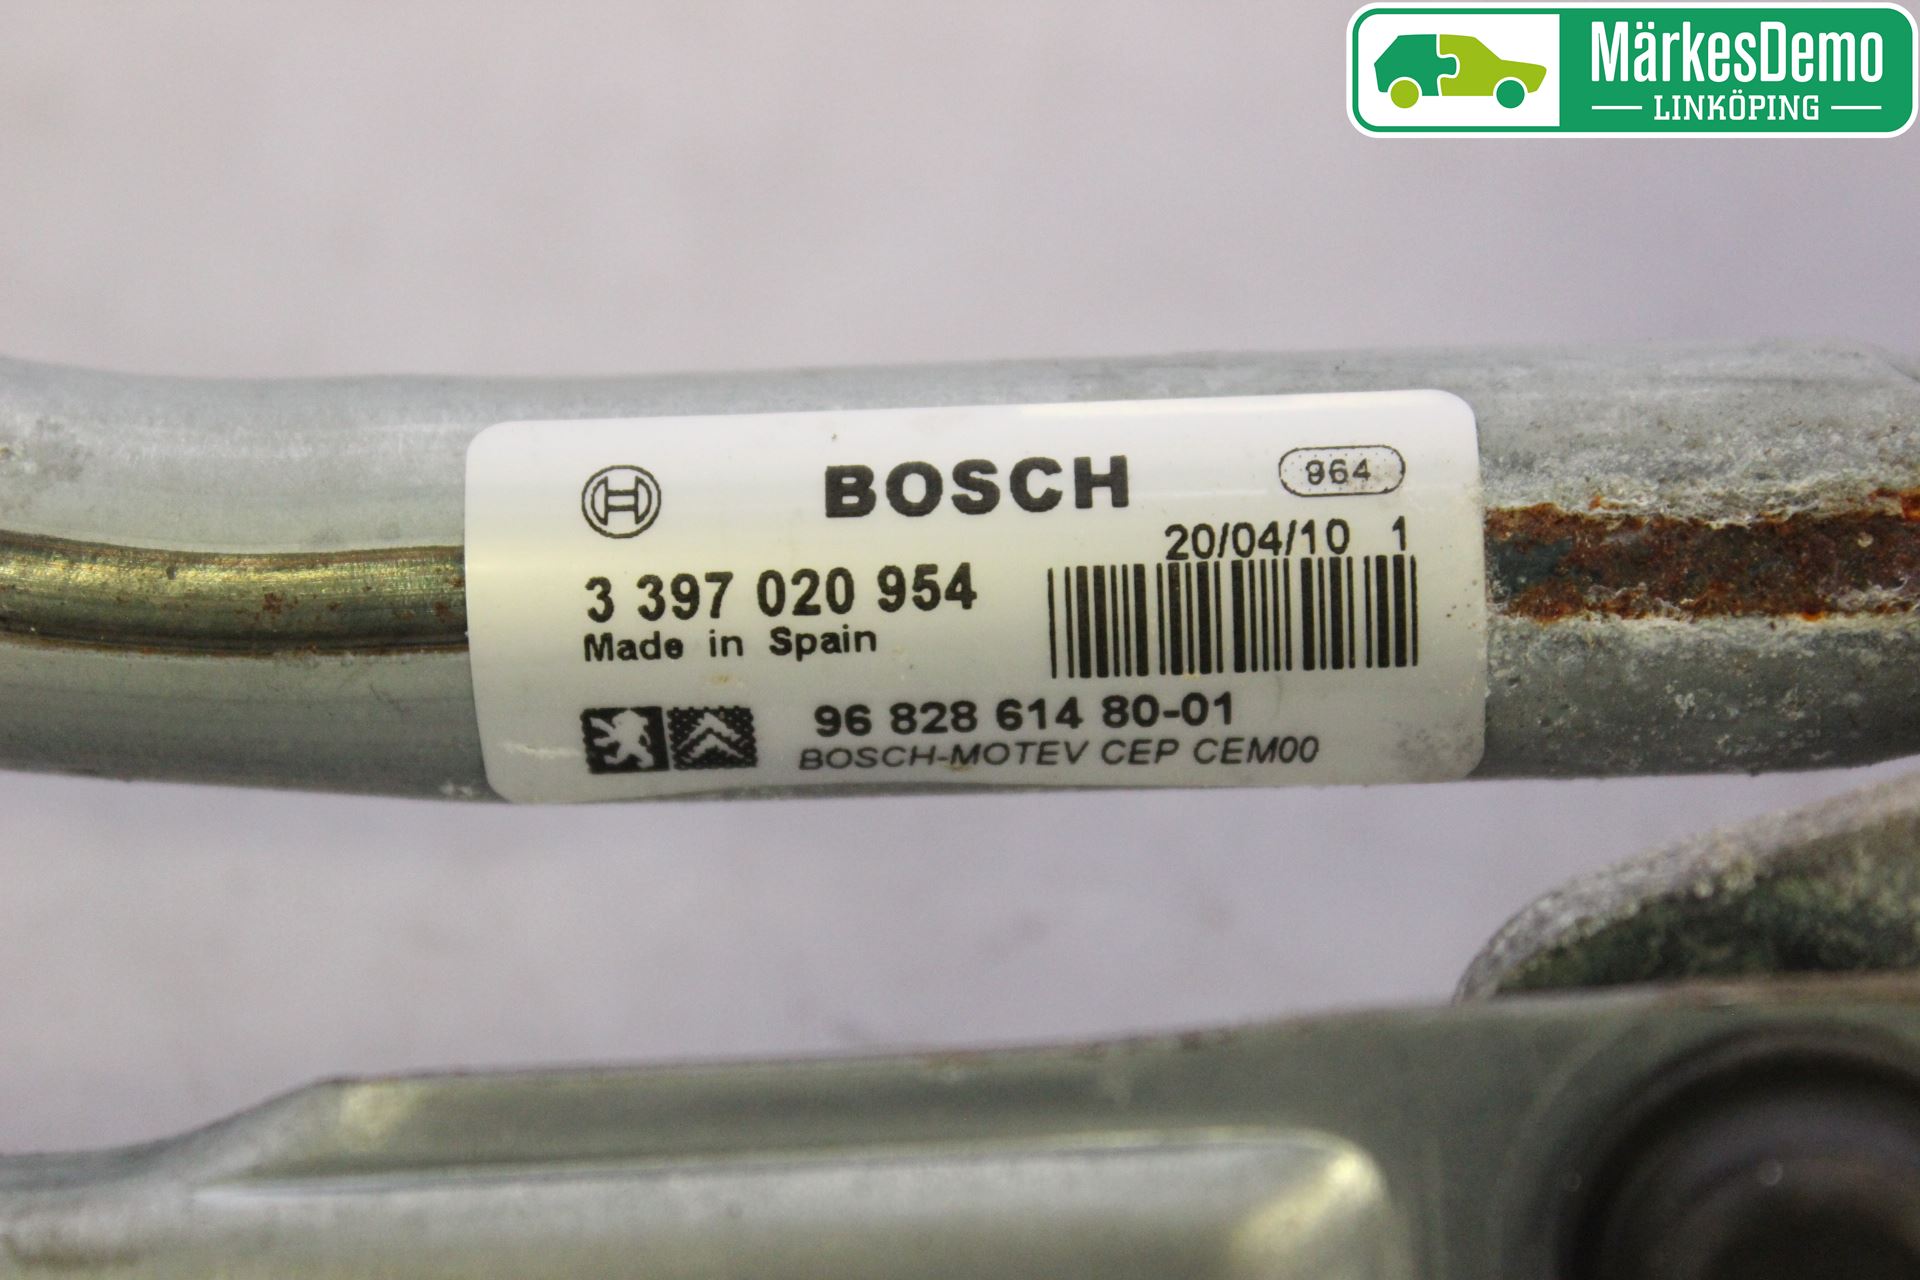 MärkesDemo
LINKÖPING
BOSCH
964
20/04/10 1
3 397 020 954
Made in Spain
96 828 614 80-01
BOSCH-MOTEV CEP CEM00